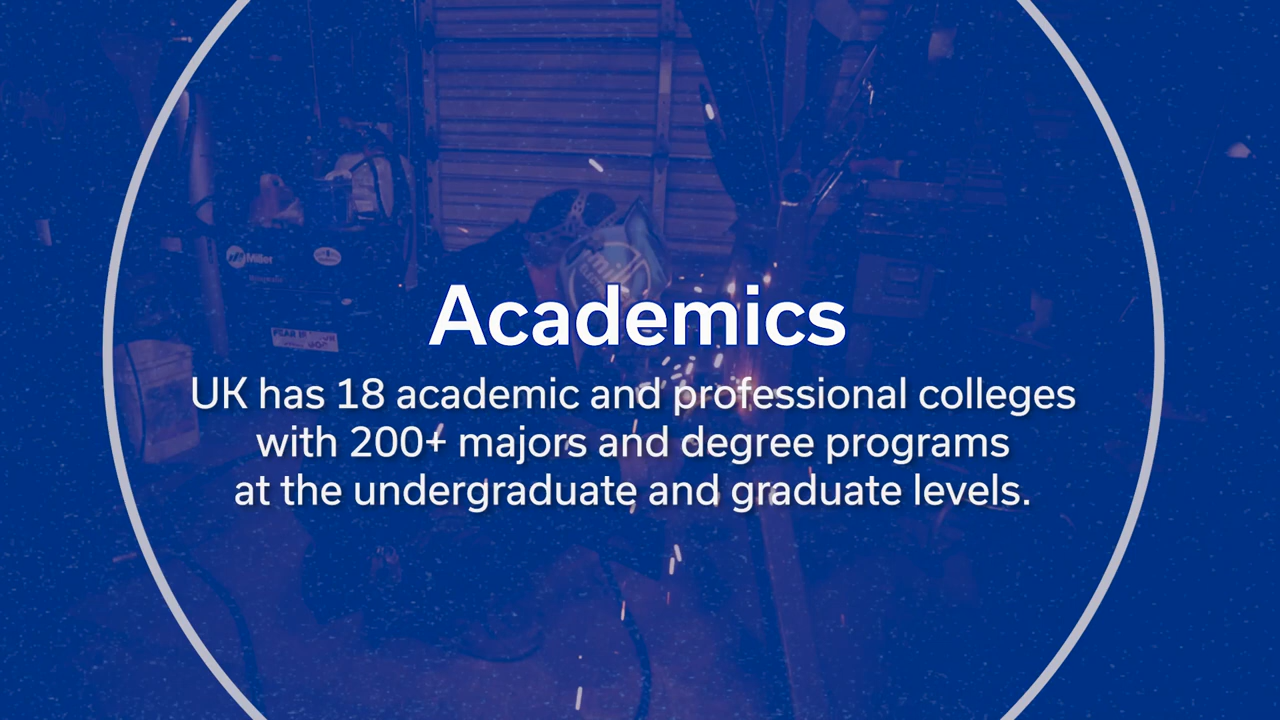 Miller
Academics
UK has 18 academic and professional colleges
with 200+ majors and degree programs
at the undergraduate and graduate levels.